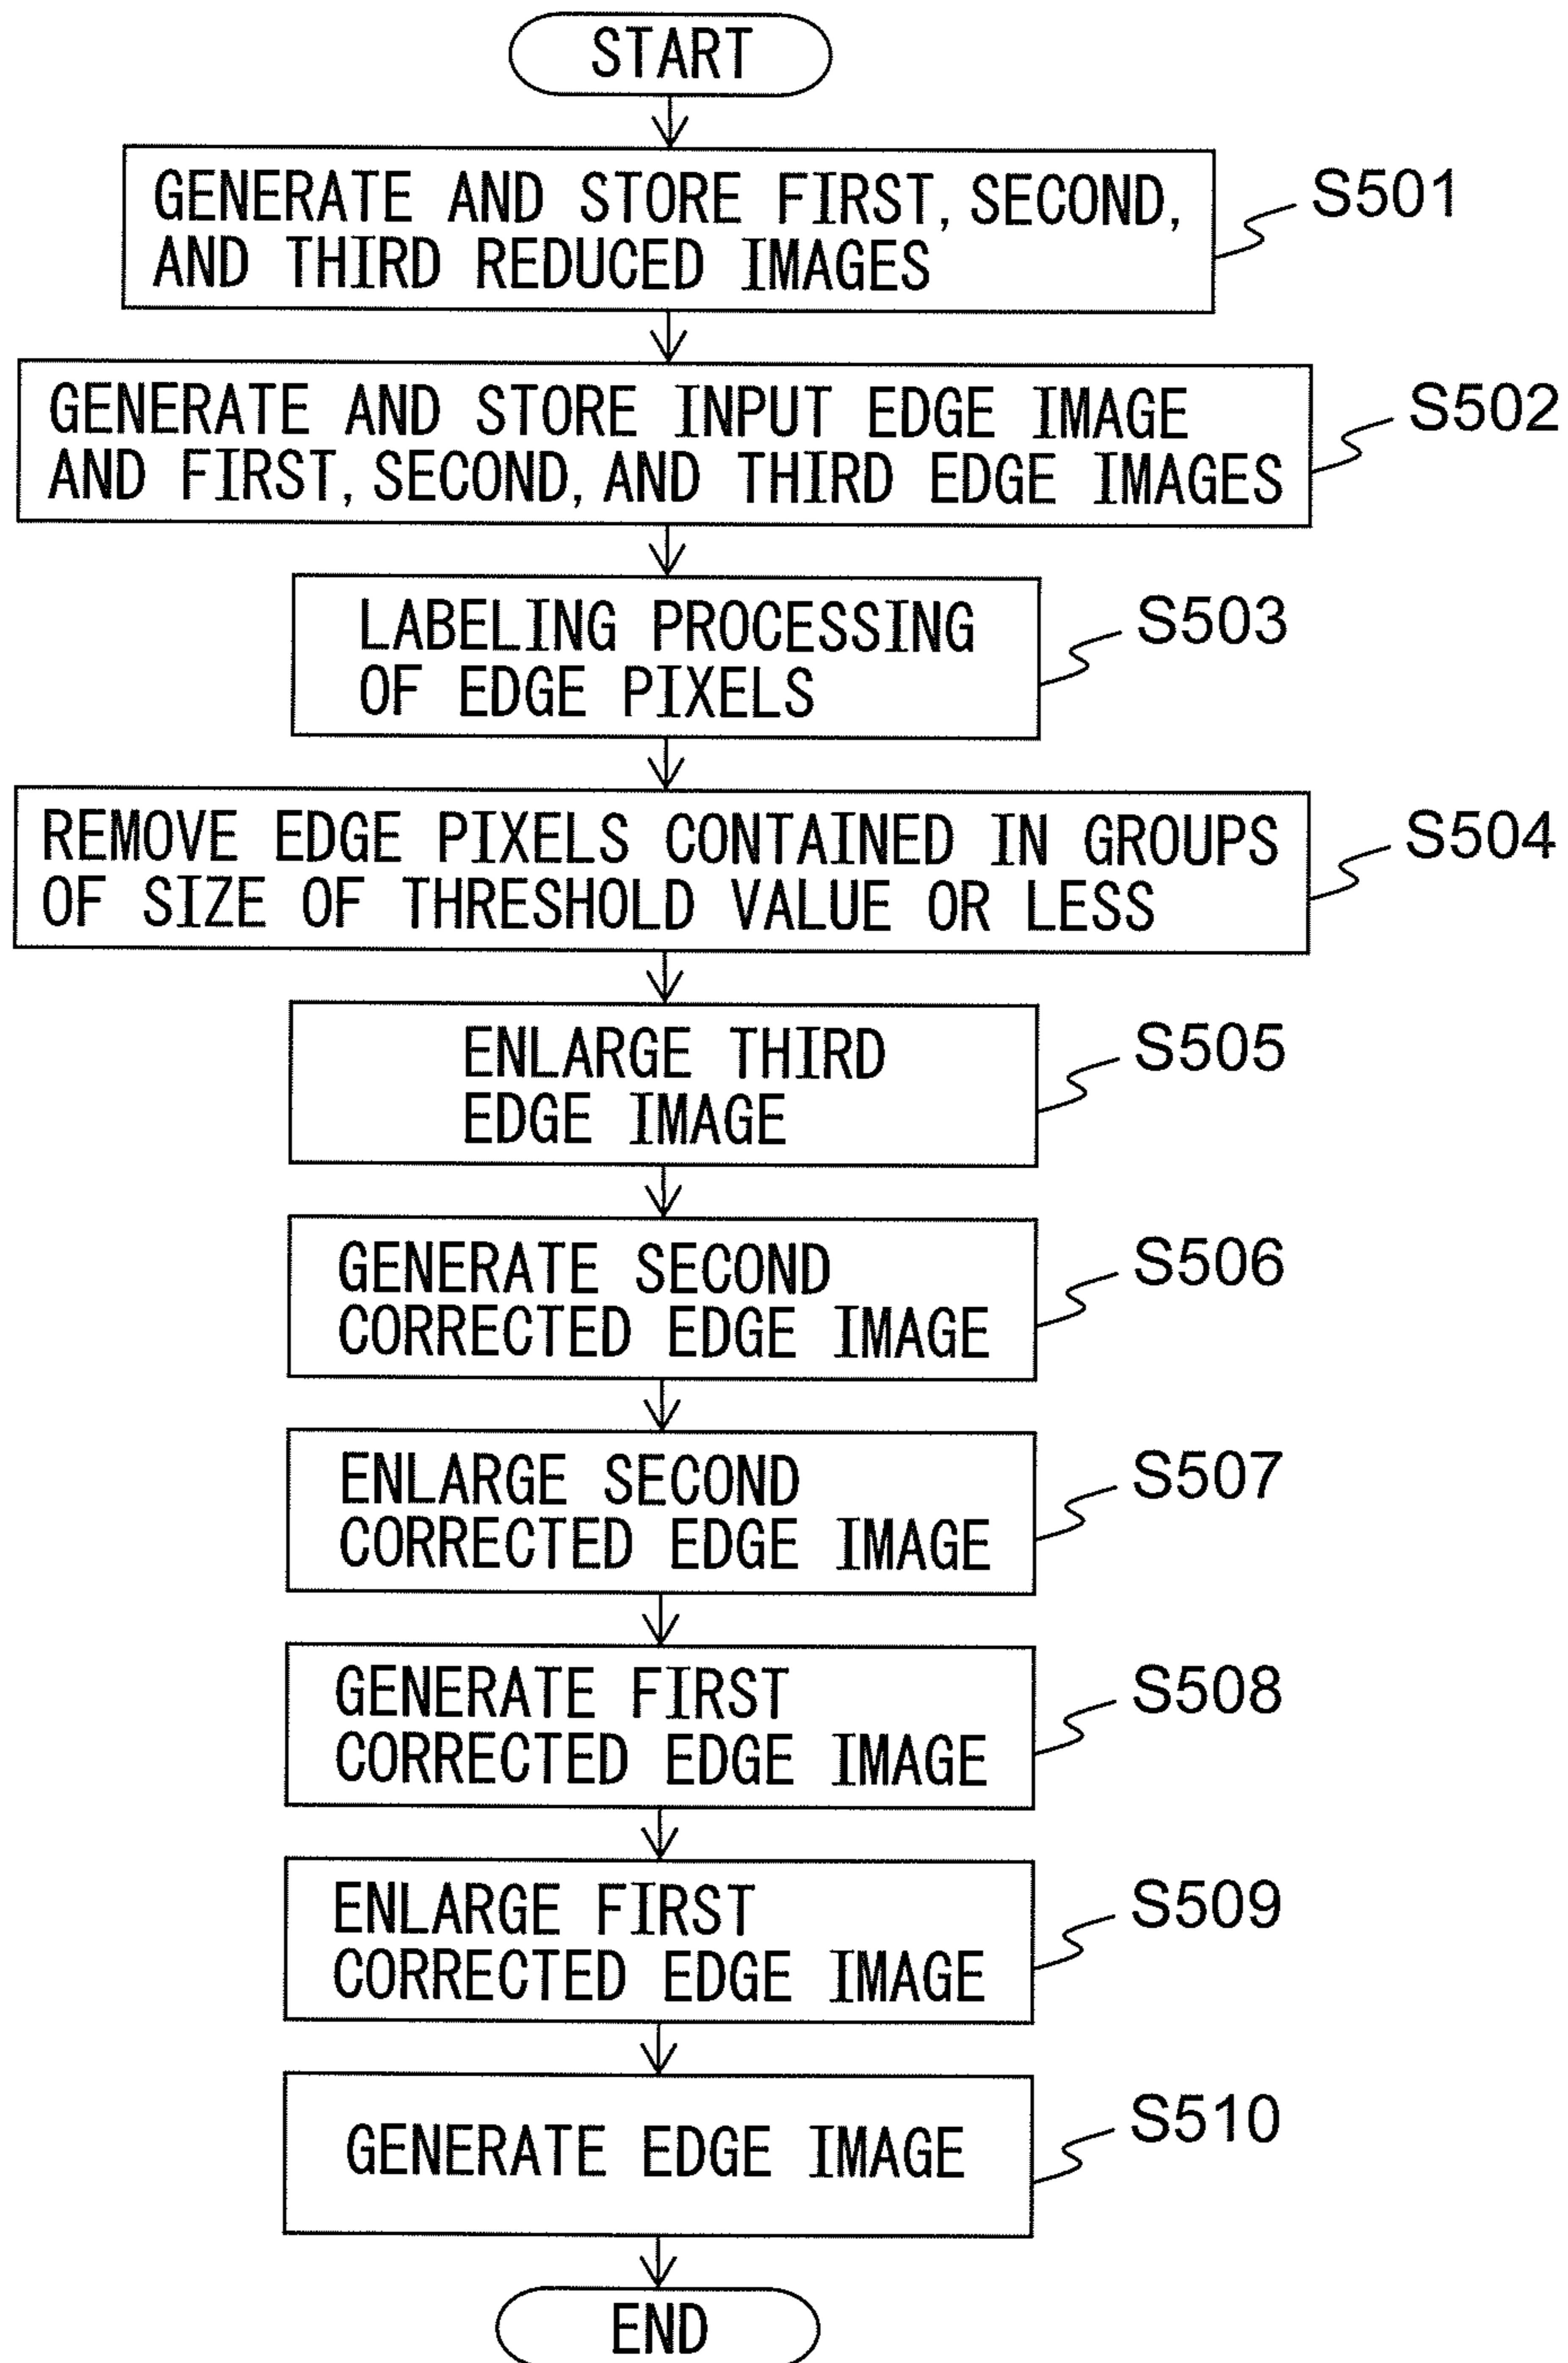 START
GENERATE AND STORE FIRST, SECOND,
AND THIRD REDUCED IMAGES
S501
GENERATE AND STORE INPUT EDGE IMAGE
AND FIRST, SECOND, AND THIRD EDGE IMAGES
S502
LABELING PROCESSING
OF EDGE PIXELS
S503
REMOVE EDGE PIXELS CONTAINED IN GROUPS
OF SIZE OF THRESHOLD VALUE OR LESS
S504
ENLARGE THIRD
EDGE IMAGE
S505
GENERATE SECOND
CORRECTED EDGE IMAGE
S506
ENLARGE SECOND
CORRECTED EDGE IMAGE
S507
GENERATE FIRST
CORRECTED EDGE IMAGE
S508
ENLARGE FIRST
CORRECTED EDGE IMAGE
S509
GENERATE EDGE IMAGE
S510
END